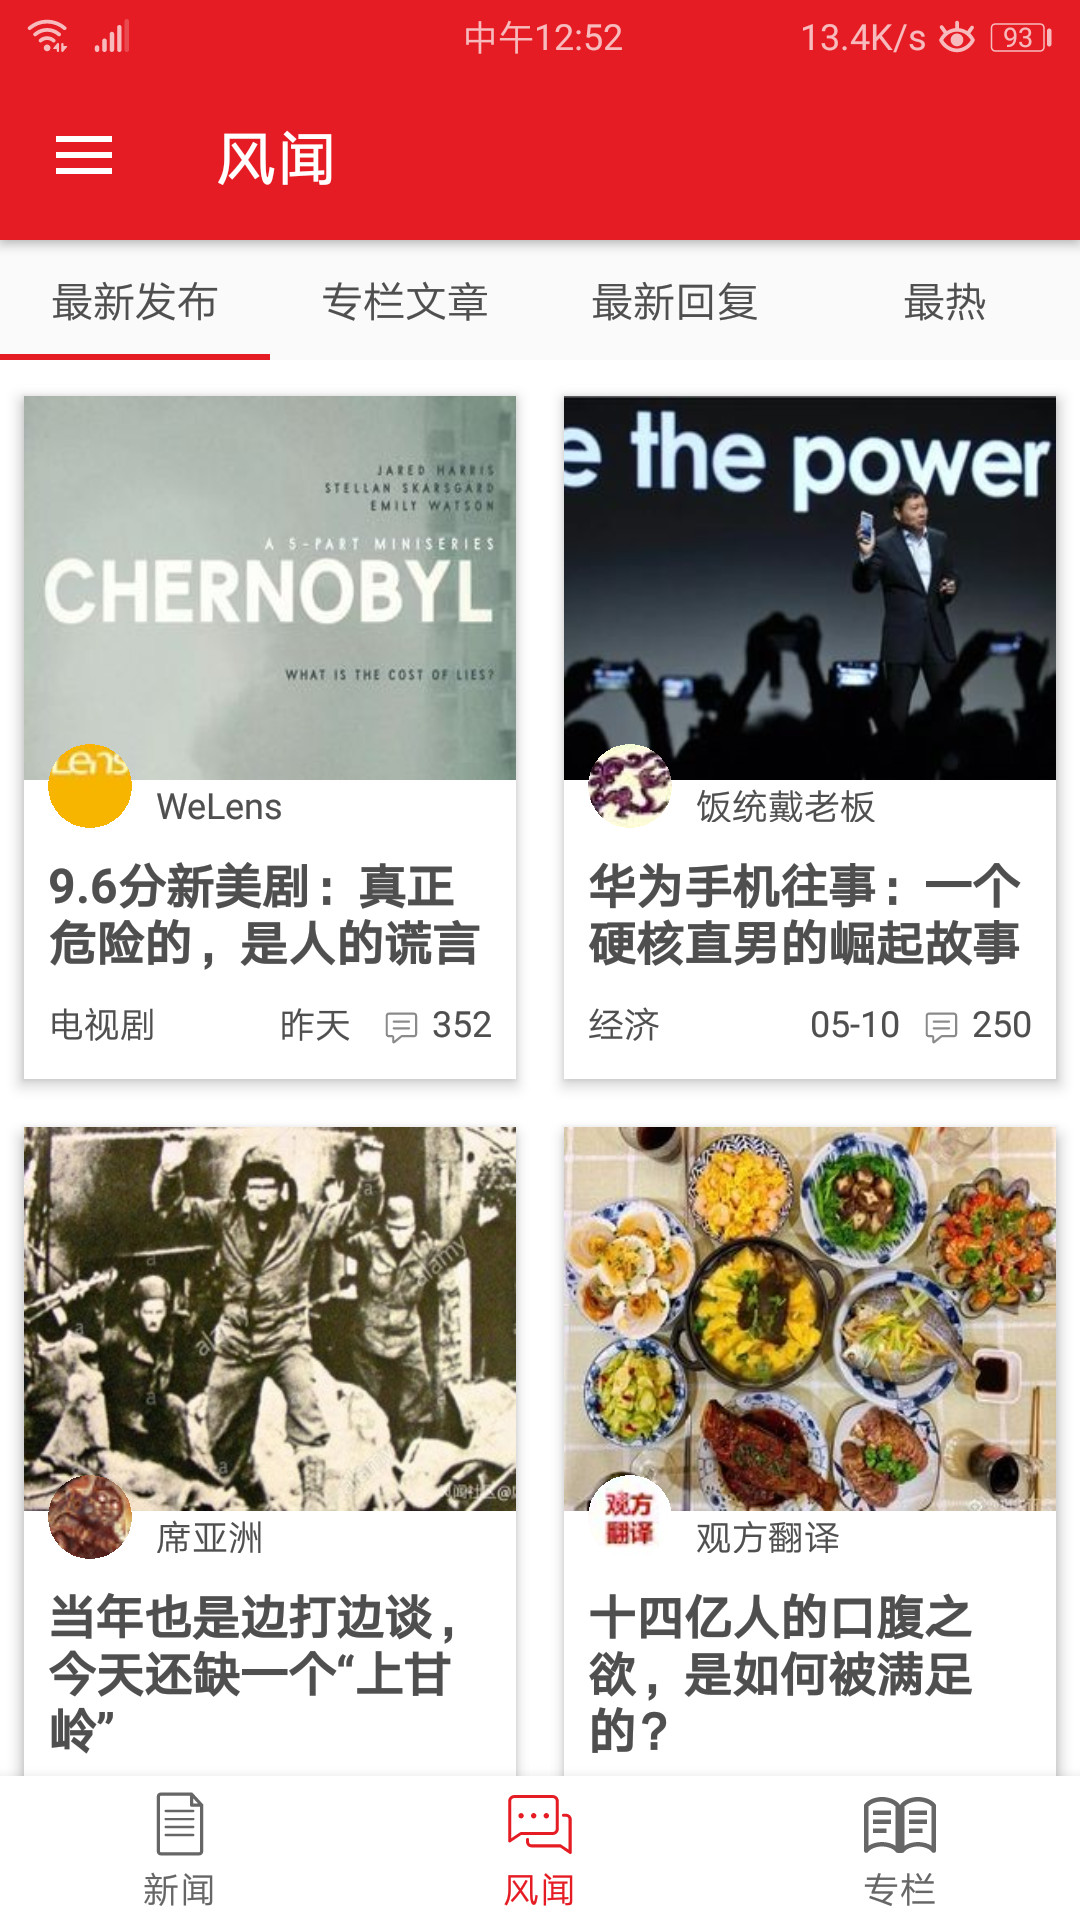 中午12:52
13.4K/s
93
风闻
最新发布
专栏文章
最新回复
最热
JARED HARRIS
STELLAN SKARSGÅRD
EMILY WATSON
A 5-PART MINISERIES
CHERNOBYL
WHAT IS THE COST OF LIES?
Lens
WeLens
9.6分新美剧：真正
危险的，是人的谎言
电视剧
昨天
352
e the power
饭统戴老板
华为手机往事：一个
硬核直男的崛起故事
经济
05-10
250
alamy
席亚洲
当年也是边打边谈，
今天还缺一个“上甘
岭”
观方
翻译
观方翻译
十四亿人的口腹之
欲，是如何被满足
的？
新闻
风闻
专栏